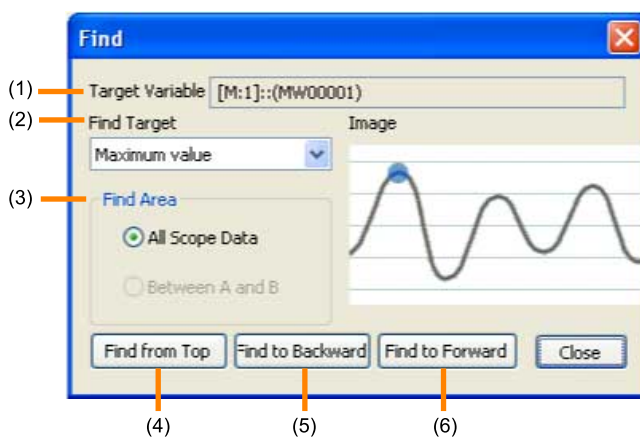 Find
(1) Target Variable [M:1]::(MW00001)
(2) Find Target Image
Maximum value
(3) Find Area
All Scope Data
Between A and B
Find from Top Find to Backward Find to Forward Close
(4) (5) (6)